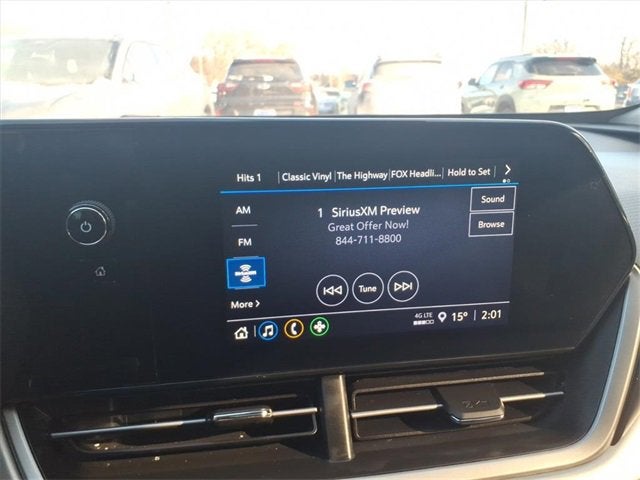 Hits 1 Classic Vinyl The Highway FOX Headli... Hold to Set >
AM
1 SiriusXM Preview
Sound
Great Offer Now!
Browse
FM
844-711-8800
Tune
More >
4G LTE
15° 2:01